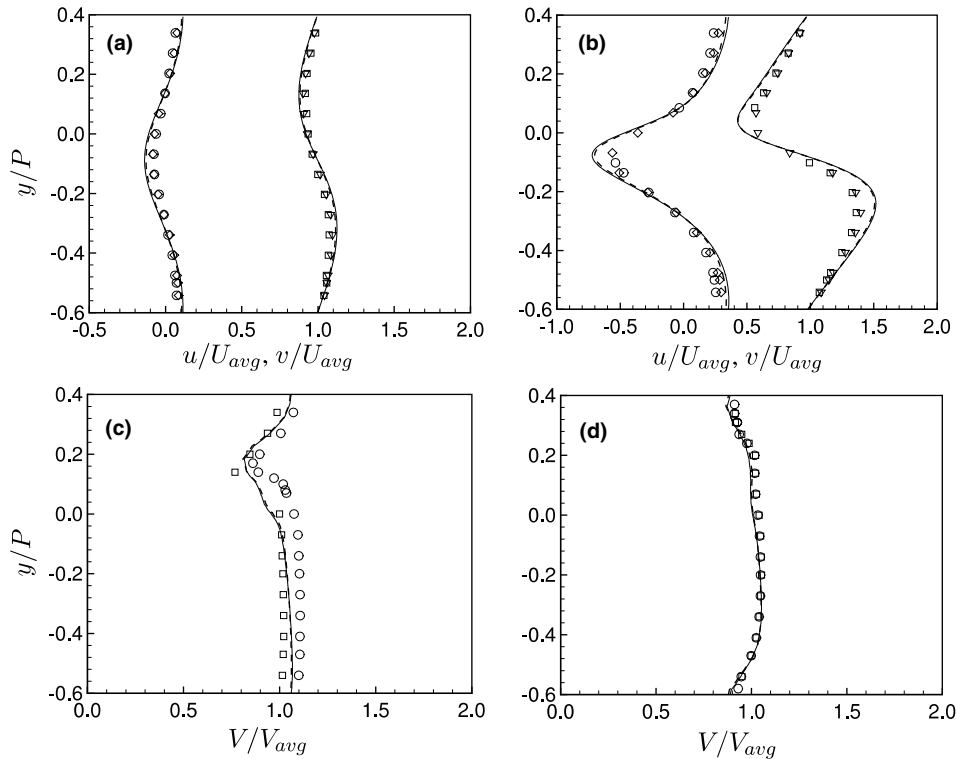 0.4 0.4
(a) (b)
0.2 0.2
0.0 0.0
y/P
-0.2 -0.2
-0.4 -0.4
-0.6 -0.6
-0.5 0.0 0.5 1.0 1.5 2.0 -1.0 -0.5 0.0 0.5 1.0 1.5 2.0
u/U_avg, v/U_avg u/U_avg, v/U_avg
0.4 0.4
(c) (d)
0.2 0.2
0.0 0.0
y/P
-0.2 -0.2
-0.4 -0.4
-0.6 -0.6
0.0 0.5 1.0 1.5 2.0 0.0 0.5 1.0 1.5 2.0
V/V_avg V/V_avg